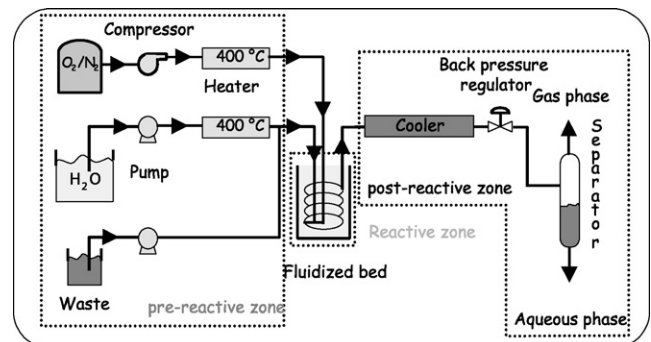 Compressor
O₂/N₂
400 °C
Heater
Back pressure
regulator
Gas phase
400 °C
Cooler
Separator
H₂O
Pump
post-reactive zone
Reactive zone
Fluidized bed
Waste
pre-reactive zone
Aqueous phase